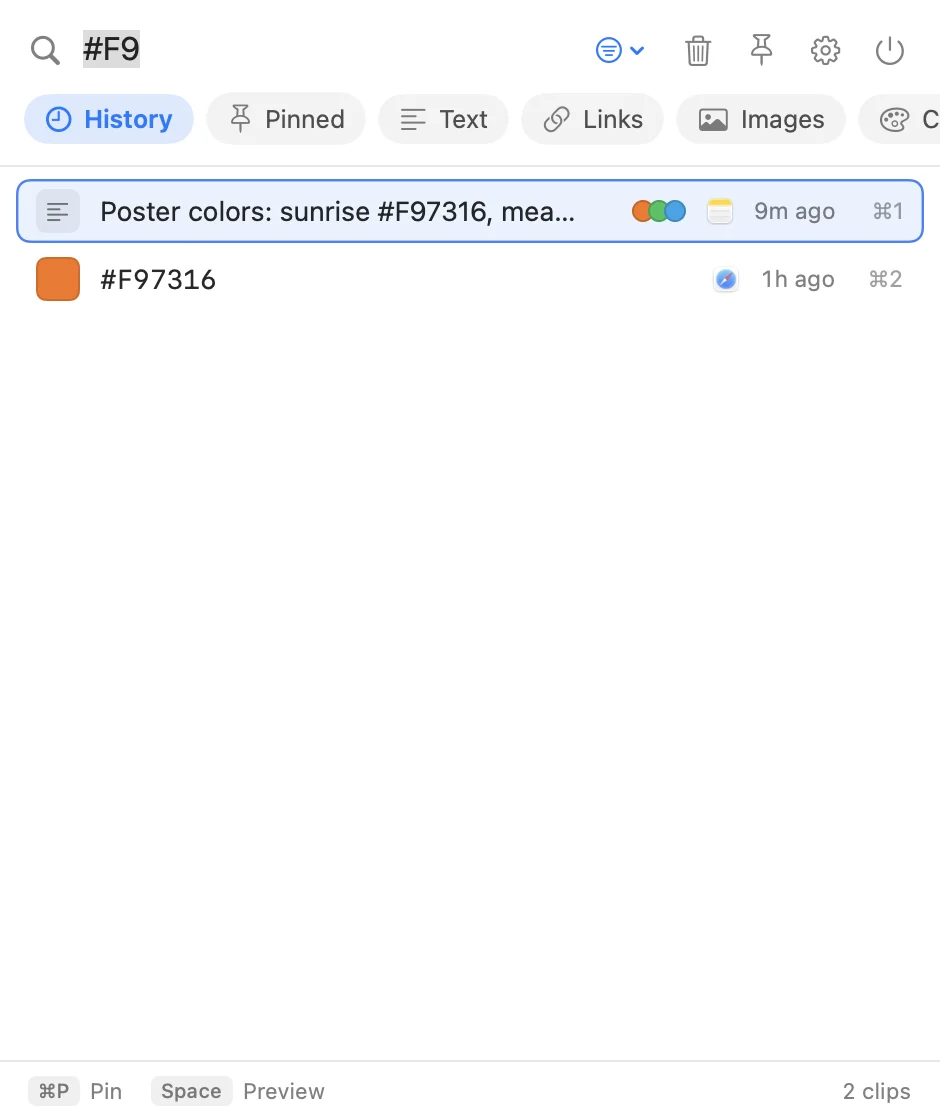 #F9
History Pinned Text Links Images C
Poster colors: sunrise #F97316, mea... 9m ago ⌘1
#F97316 1h ago ⌘2
⌘P Pin Space Preview 2 clips